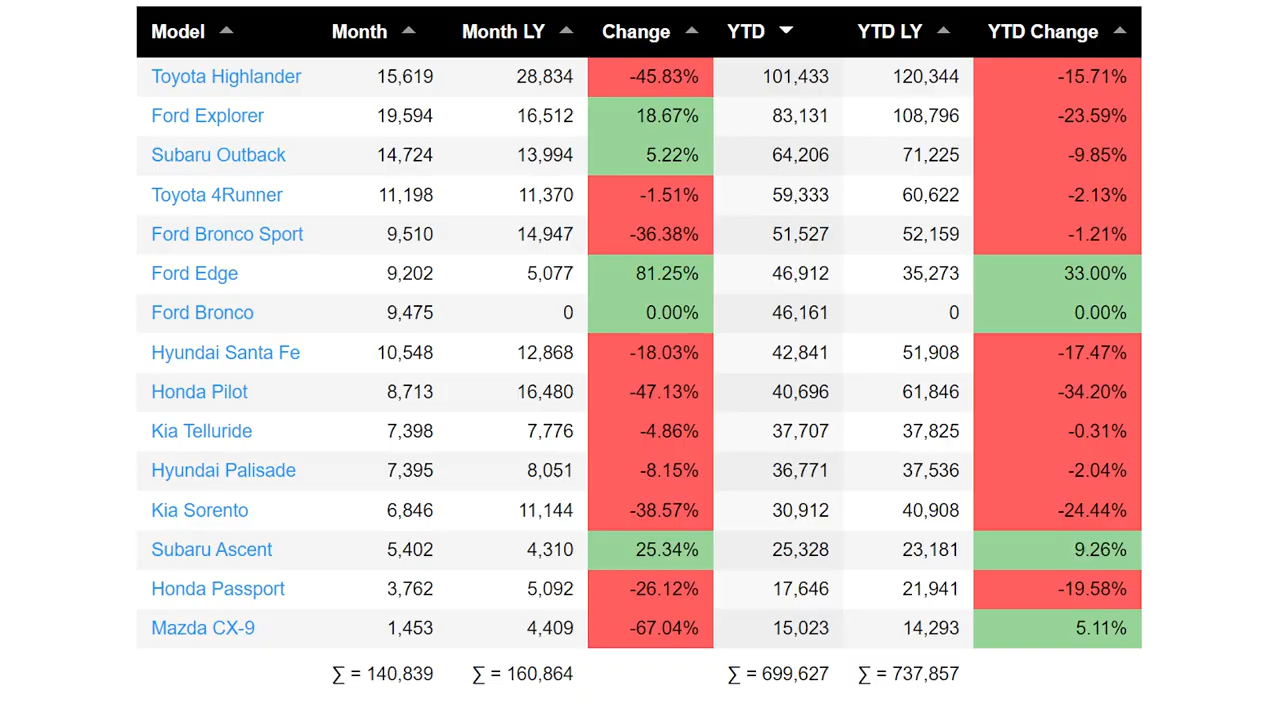 Model Month Month LY Change YTD YTD LY YTD Change
Toyota Highlander 15,619 28,834 -45.83% 101,433 120,344 -15.71%
Ford Explorer 19,594 16,512 18.67% 83,131 108,796 -23.59%
Subaru Outback 14,724 13,994 5.22% 64,206 71,225 -9.85%
Toyota 4Runner 11,198 11,370 -1.51% 59,333 60,622 -2.13%
Ford Bronco Sport 9,510 14,947 -36.38% 51,527 52,159 -1.21%
Ford Edge 9,202 5,077 81.25% 46,912 35,273 33.00%
Ford Bronco 9,475 0 0.00% 46,161 0 0.00%
Hyundai Santa Fe 10,548 12,868 -18.03% 42,841 51,908 -17.47%
Honda Pilot 8,713 16,480 -47.13% 40,696 61,846 -34.20%
Kia Telluride 7,398 7,776 -4.86% 37,707 37,825 -0.31%
Hyundai Palisade 7,395 8,051 -8.15% 36,771 37,536 -2.04%
Kia Sorento 6,846 11,144 -38.57% 30,912 40,908 -24.44%
Subaru Ascent 5,402 4,310 25.34% 25,328 23,181 9.26%
Honda Passport 3,762 5,092 -26.12% 17,646 21,941 -19.58%
Mazda CX-9 1,453 4,409 -67.04% 15,023 14,293 5.11%
∑ = 140,839 ∑ = 160,864 ∑ = 699,627 ∑ = 737,857